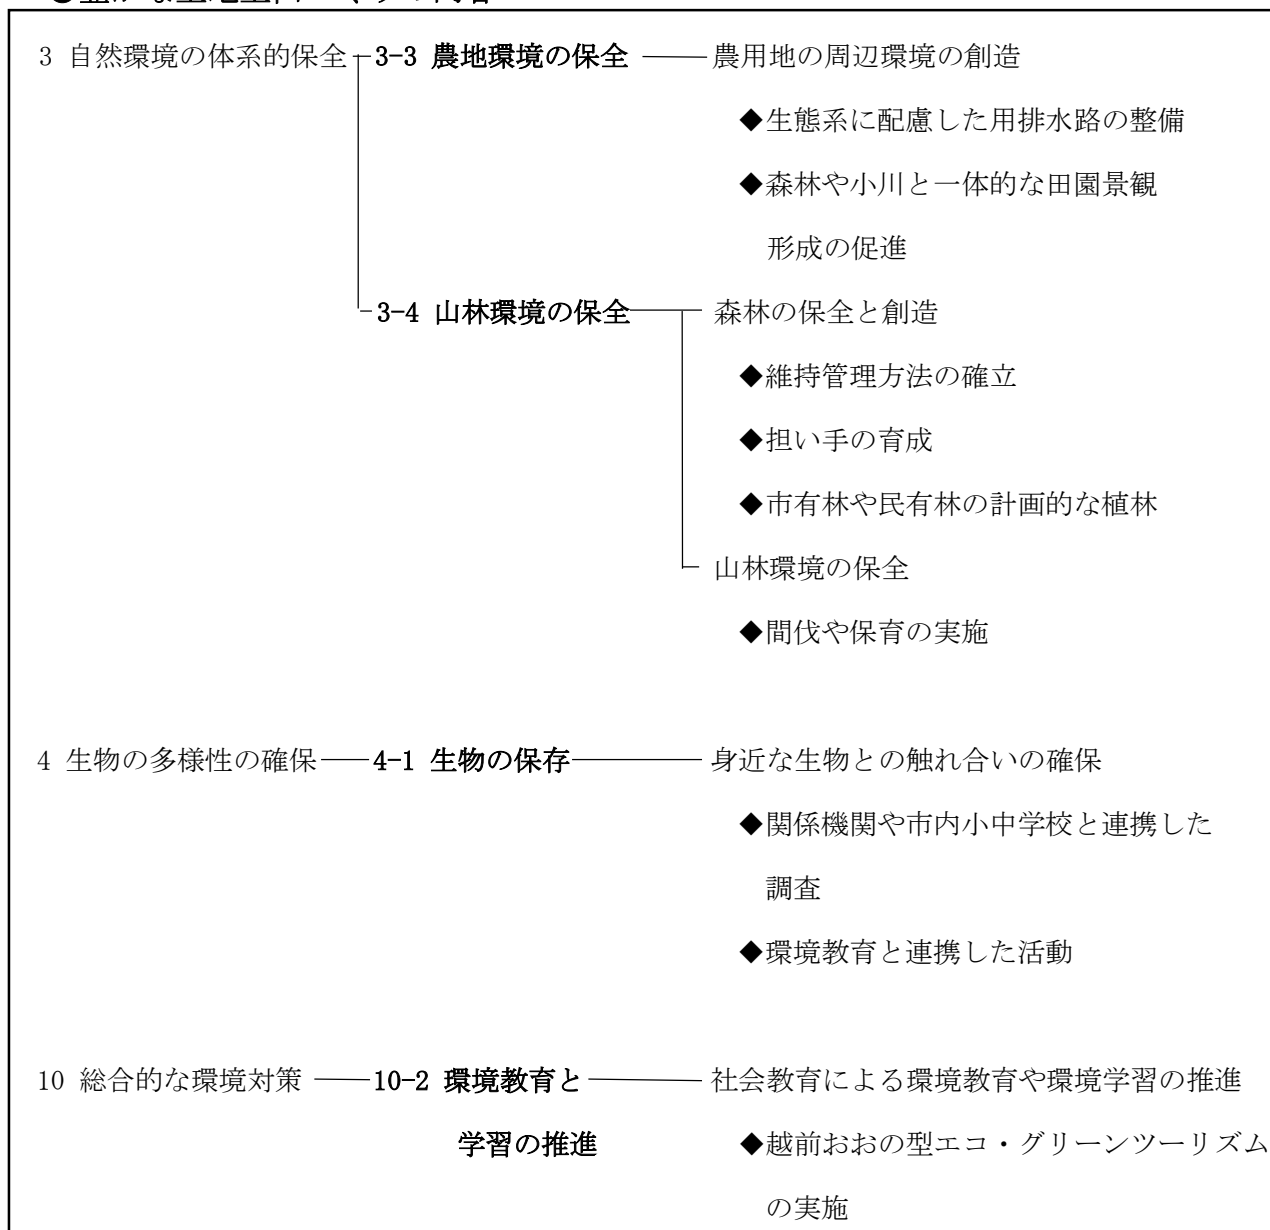 3 自然環境の体系的保全 3-3 農地環境の保全 農用地の周辺環境の創造
◆生態系に配慮した用排水路の整備
◆森林や小川と一体的な田園景観
形成の促進
3-4 山林環境の保全 森林の保全と創造
◆維持管理方法の確立
◆担い手の育成
◆市有林や民有林の計画的な植林
山林環境の保全
◆間伐や保育の実施
4 生物の多様性の確保 4-1 生物の保存 身近な生物との触れ合いの確保
◆関係機関や市内小中学校と連携した
調査
◆環境教育と連携した活動
10 総合的な環境対策 10-2 環境教育と 社会教育による環境教育や環境学習の推進
学習の推進 ◆越前おおの型エコ・グリーンツーリズム
の実施